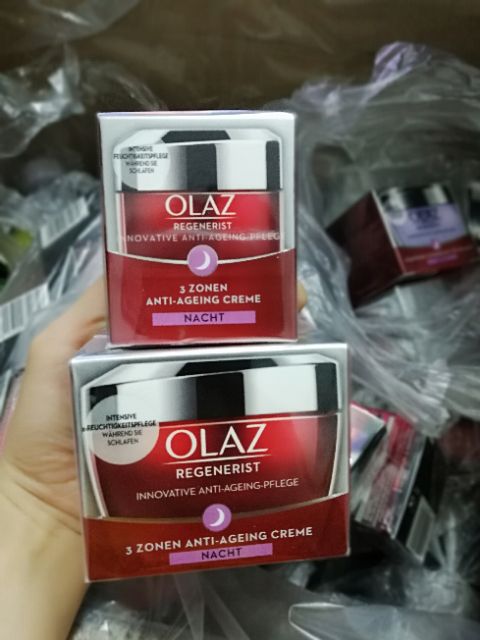 INTENSIVE
FEUCHTIGKEITSPFLEGE
WÄHREND SIE
SCHLAFEN
OLAZ
REGENERIST
INNOVATIVE ANTI-AGEING-PFLEGE
3 ZONEN
ANTI-AGEING CREME
NACHT
INTENSIVE
FEUCHTIGKEITSPFLEGE
WÄHREND SIE
SCHLAFEN
OLAZ
REGENERIST
INNOVATIVE ANTI-AGEING-PFLEGE
3 ZONEN ANTI-AGEING CREME
NACHT
OLAZ